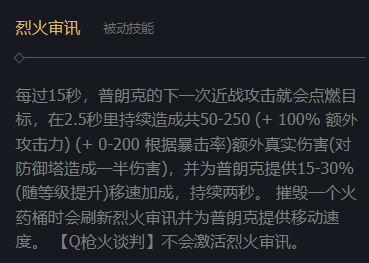 烈火审讯 被动技能
每过15秒，普朗克的下一次近战攻击就会点燃目
标，在2.5秒里持续造成共50-250 (+ 100% 额外
攻击力) (+ 0-200 根据暴击率)额外真实伤害(对
防御塔造成一半伤害)，并为普朗克提供15-30%
(随等级提升)移速加成，持续两秒。 摧毁一个火
药桶时会刷新烈火审讯并为普朗克提供移动速
度。 【Q枪火谈判】不会激活烈火审讯。